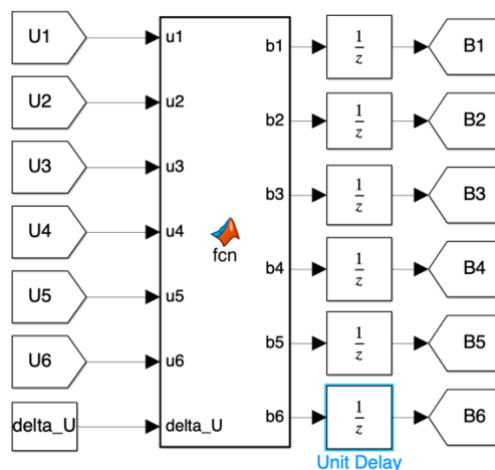 U1
u1
b1
1
z
B1
U2
u2
b2
1
z
B2
U3
u3
b3
1
z
B3
U4
u4
fcn
b4
1
z
B4
U5
u5
b5
1
z
B5
U6
u6
delta_U
delta_U
b6
1
z
B6
Unit Delay